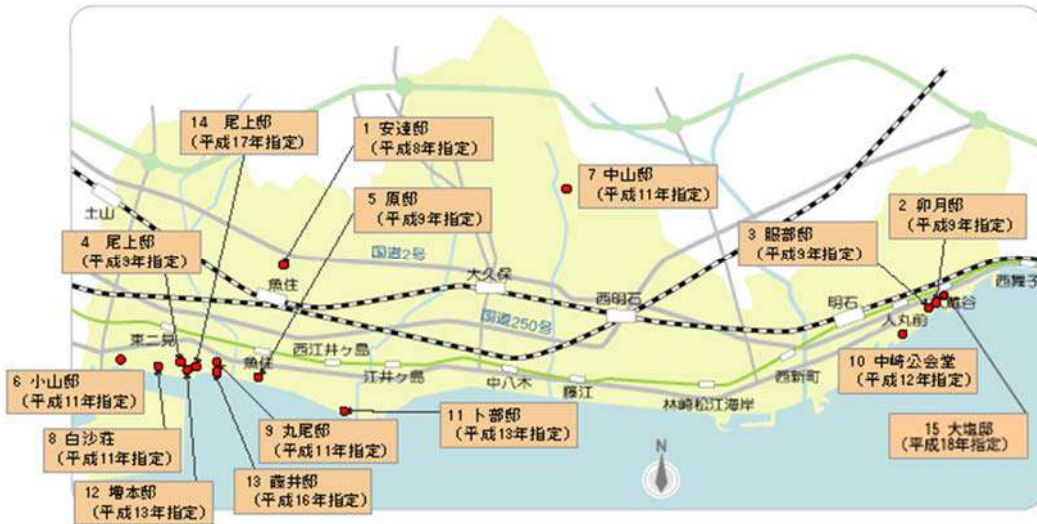 14 尾上邸
(平成17年指定)
1 安達邸
(平成8年指定)
7 中山邸
(平成11年指定)
2 卯月邸
(平成9年指定)
5 原邸
(平成9年指定)
3 服部邸
(平成9年指定)
土山
4 尾上邸
(平成9年指定)
国道2号
魚住
大久保
西明石
明石
西舞子
人丸前
国道250号
東二見
西江井ヶ島
魚住
江井ヶ島
中八木
藤江
林崎松江海岸
西新町
10 中崎公会堂
(平成12年指定)
6 小山邸
(平成11年指定)
8 白沙荘
(平成11年指定)
9 丸尾邸
(平成11年指定)
11 卜部邸
(平成13年指定)
15 大塩邸
(平成18年指定)
12 増本邸
(平成13年指定)
13 薩井邸
(平成16年指定)
N